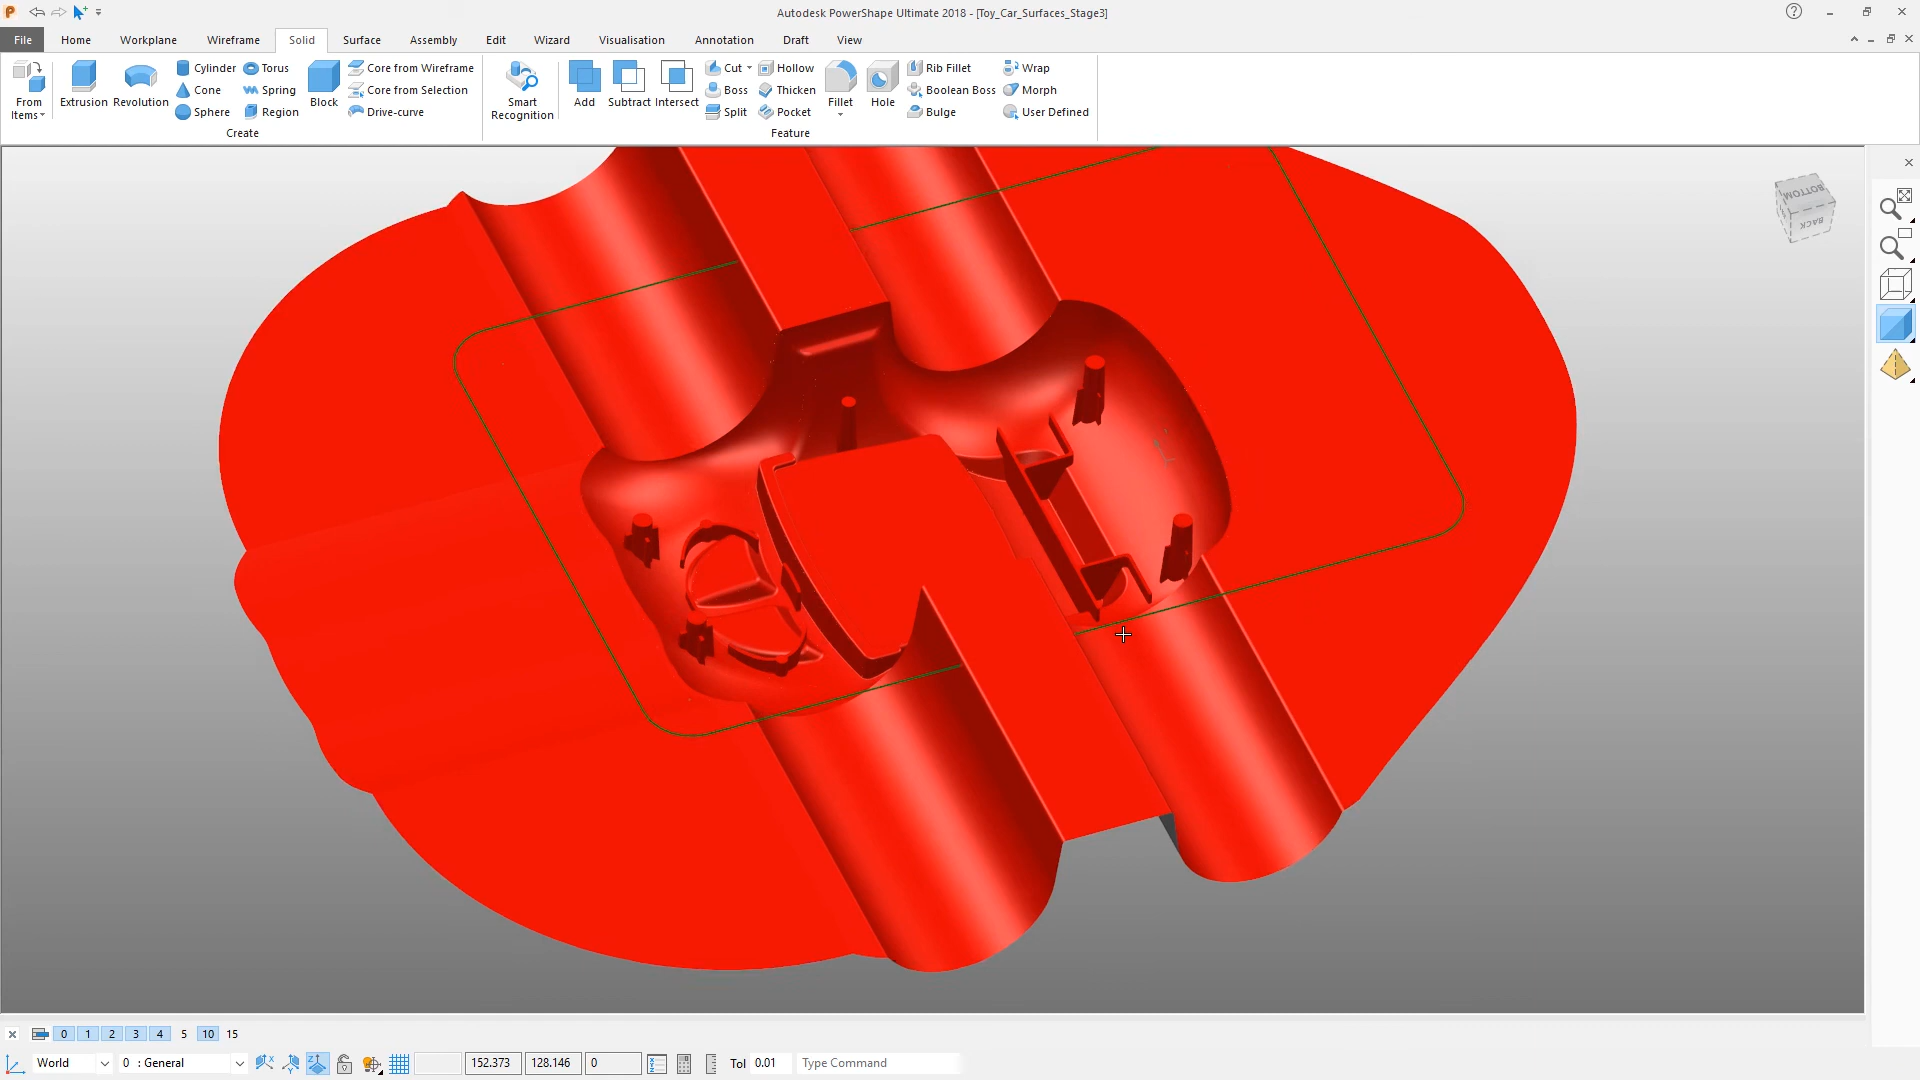 Autodesk PowerShape Ultimate 2018 - [Toy_Car_Surfaces_Stage3]
File Home Workplane Wireframe Solid Surface Assembly Edit Wizard Visualisation Annotation Draft View
From Items
Extrusion
Revolution
Cylinder
Cone
Sphere
Torus
Spring
Region
Block
Core from Wireframe
Core from Selection
Drive-curve
Create
Smart Recognition
Add
Subtract
Intersect
Cut
Boss
Split
Hollow
Thicken
Pocket
Fillet
Hole
Rib Fillet
Boolean Boss
Bulge
Wrap
Morph
User Defined
Feature
BOTTOM
BACK
0 1 2 3 4 5 10 15
World 0 : General 152.373 128.146 0 Tol 0.01 Type Command